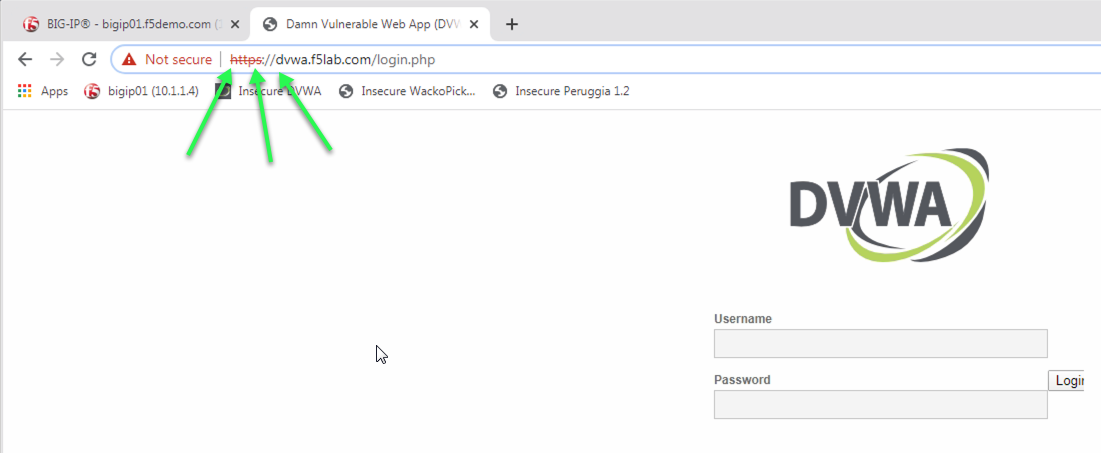 BIG-IP® - bigip01.f5demo.com (
Damn Vulnerable Web App (DV
Not secure https://dvwa.f5lab.com/login.php
Apps bigip01 (10.1.1.4) Insecure DVWA Insecure WackoPick... Insecure Peruggia 1.2
DVWA
Username
Password
Login